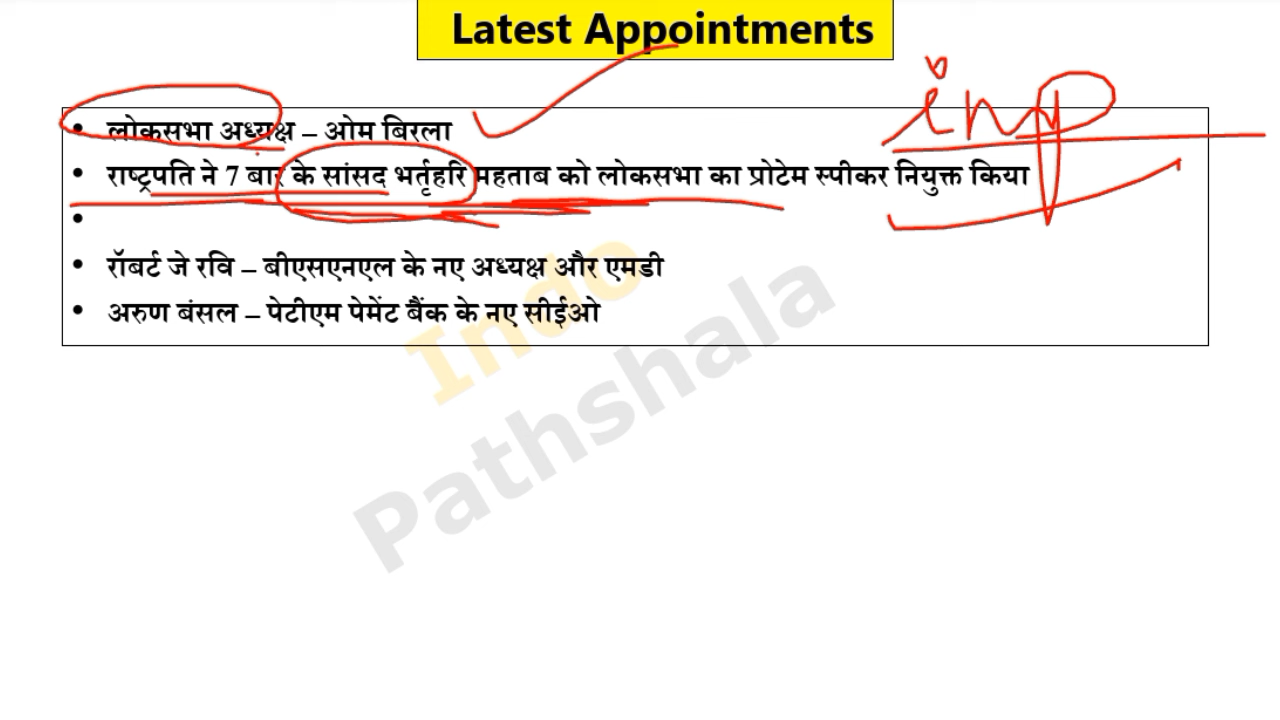 Latest Appointments
imp
• लोकसभा अध्यक्ष – ओम बिरला
• राष्ट्रपति ने 7 बार के सांसद भर्तृहरि महताब को लोकसभा का प्रोटेम स्पीकर नियुक्त किया
•
• रॉबर्ट जे रवि – बीएसएनएल के नए अध्यक्ष और एमडी
• अरुण बंसल – पेटीएम पेमेंट बैंक के नए सीईओ
Indo
Pathshala